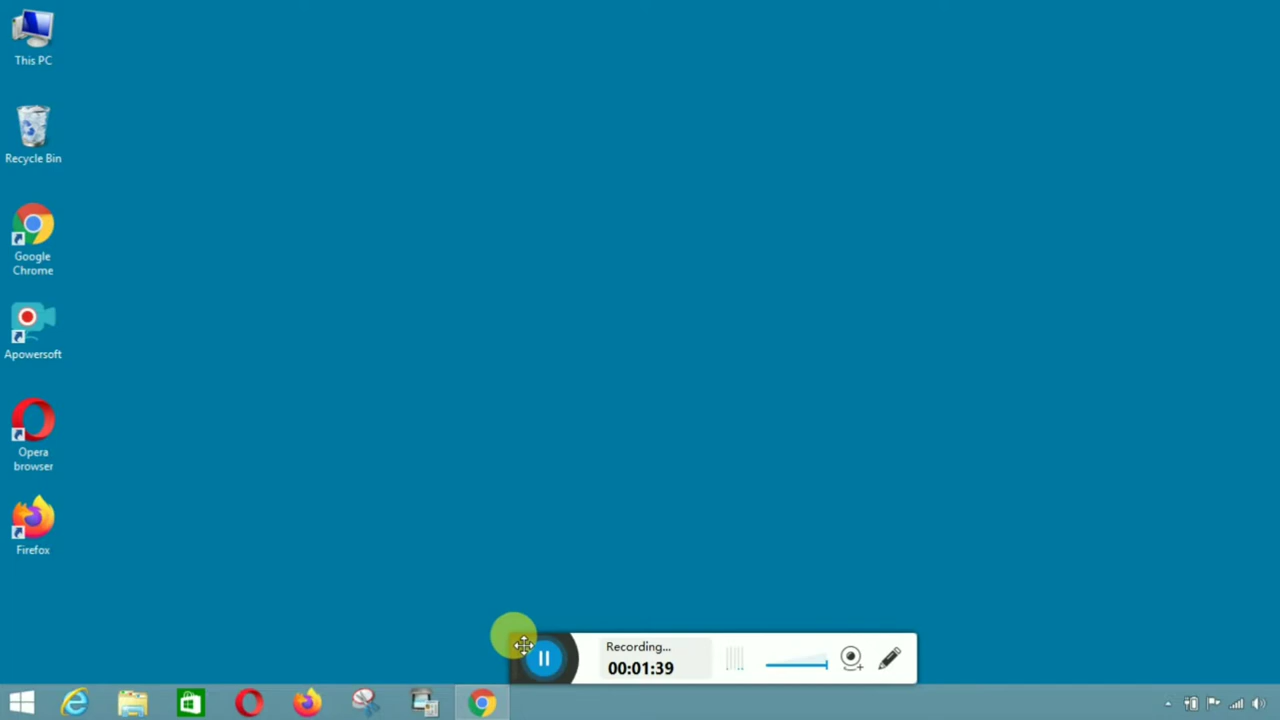 This PC
Recycle Bin
Google
Chrome
Apowersoft
Opera
browser
Firefox
Recording...
00:01:39